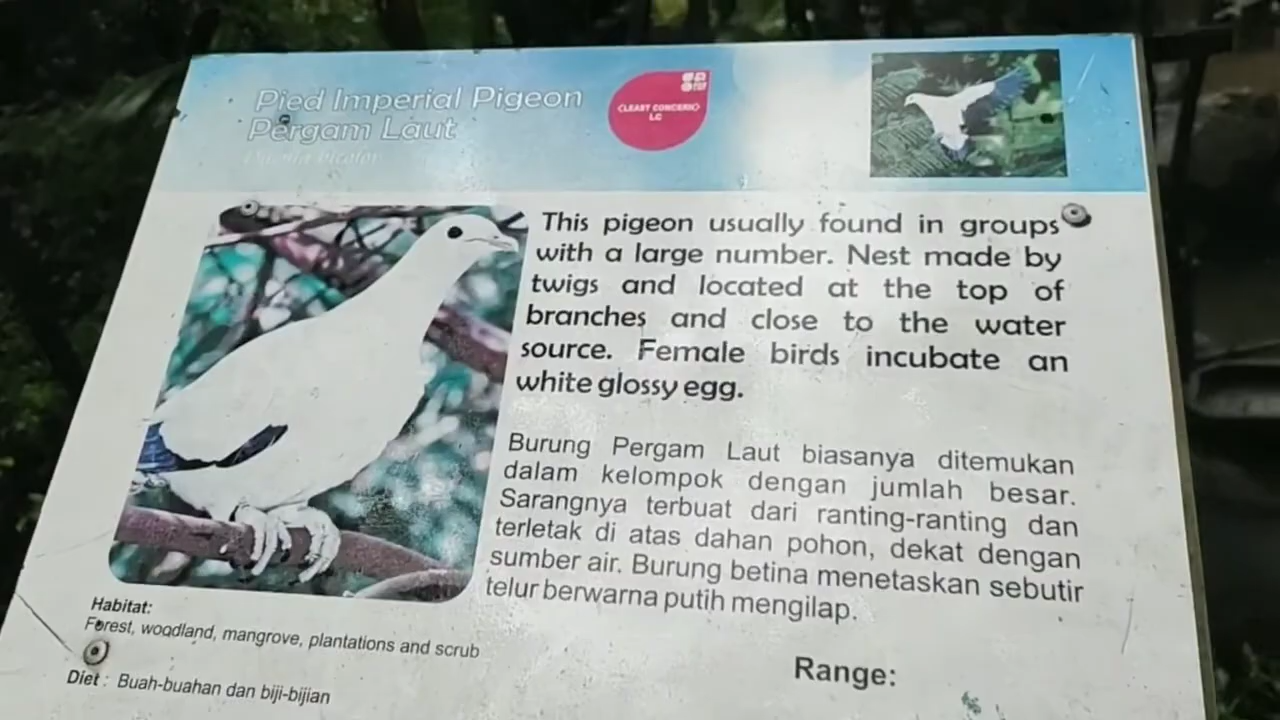 Pied Imperial Pigeon
Pergam Laut
Ducula bicolor
<LEAST CONCERN>
LC
This pigeon usually found in groups
with a large number. Nest made by
twigs and located at the top of
branches and close to the water
source. Female birds incubate an
white glossy egg.
Burung Pergam Laut biasanya ditemukan
dalam kelompok dengan jumlah besar.
Sarangnya terbuat dari ranting-ranting dan
terletak di atas dahan pohon, dekat dengan
sumber air. Burung betina menetaskan sebutir
telur berwarna putih mengilap.
Habitat:
Forest, woodland, mangrove, plantations and scrub
Diet : Buah-buahan dan biji-bijian
Range: